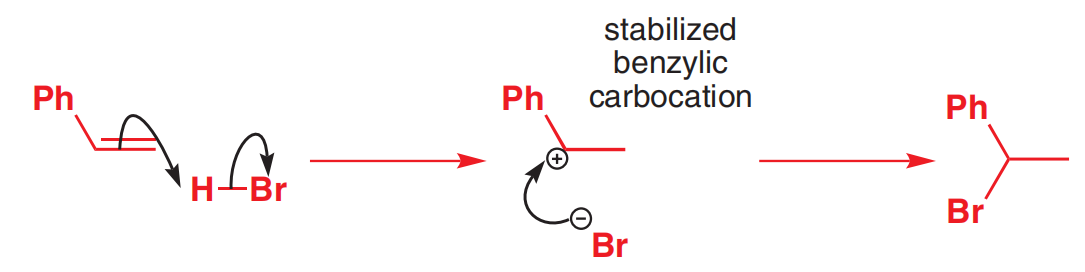 stabilized
benzylic
carbocation
Ph
H Br
Ph
⊕
⊖
Br
Ph
Br